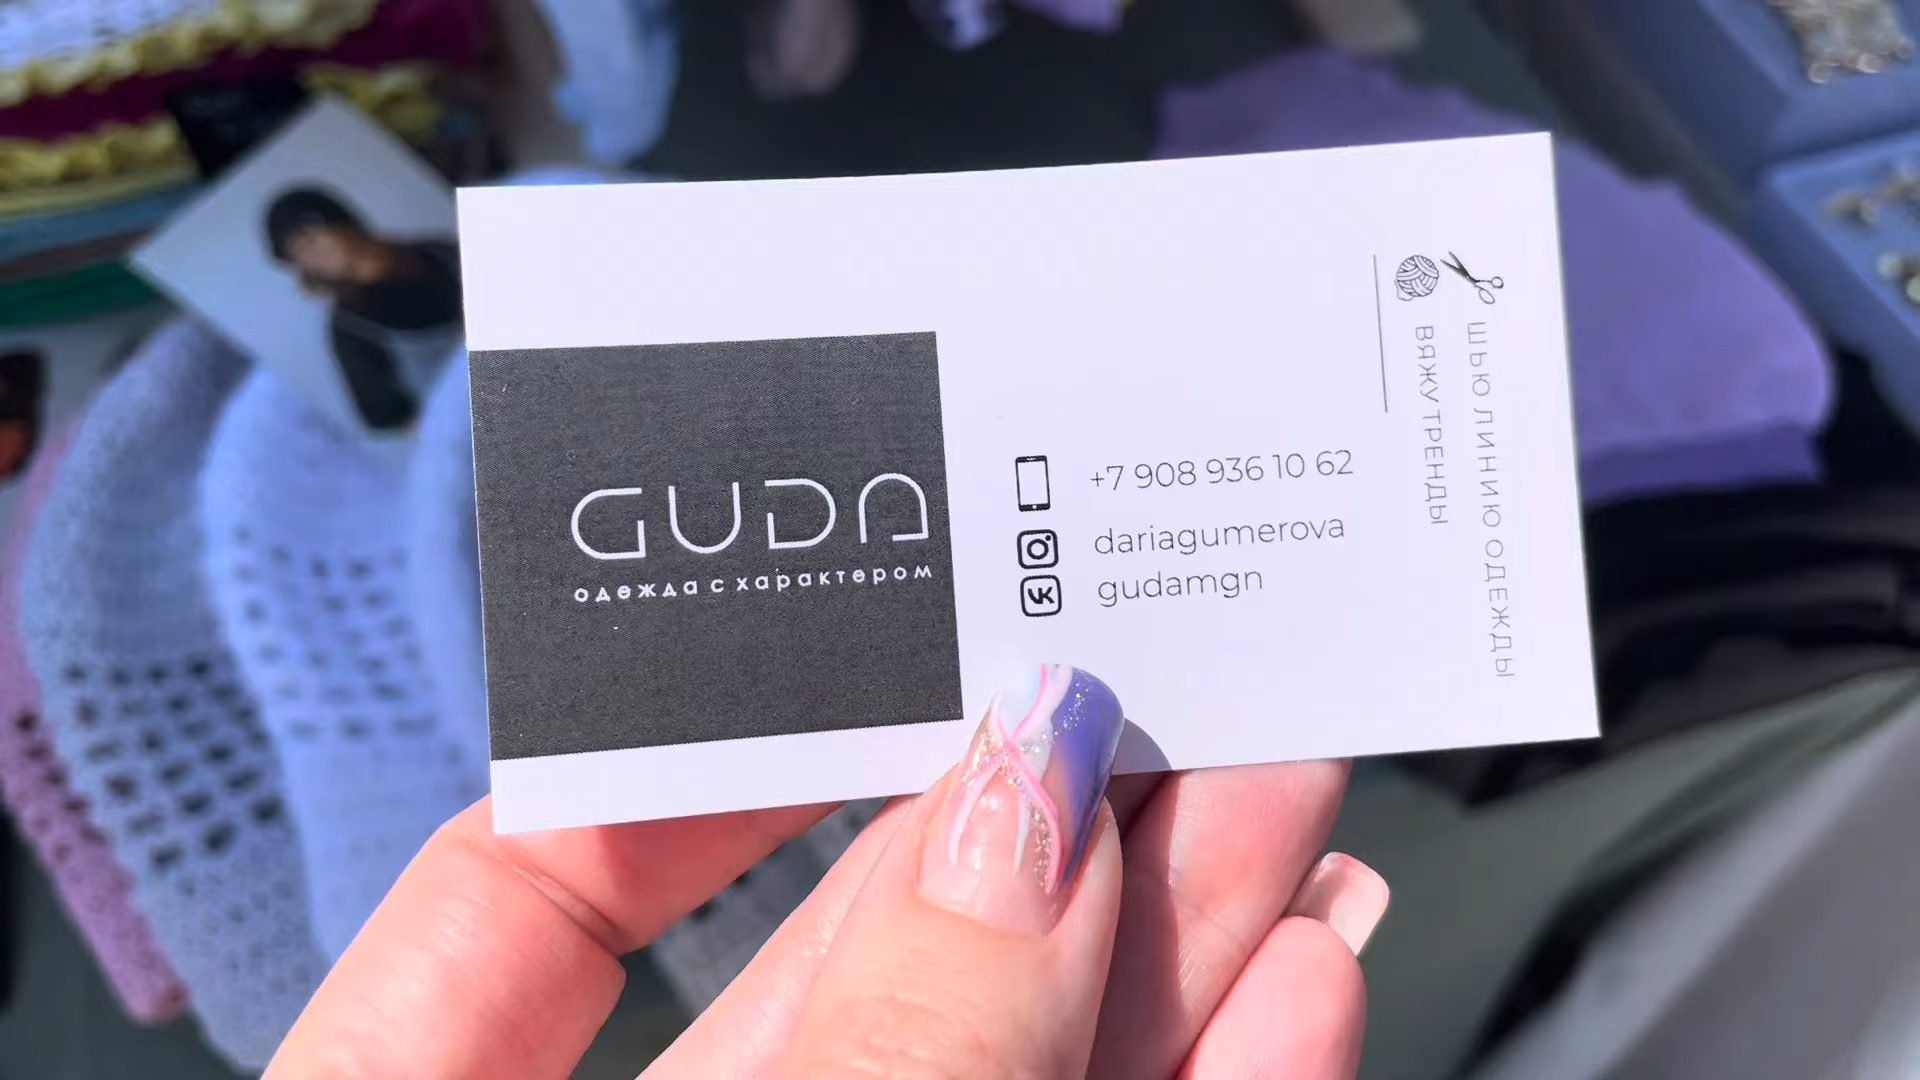 GUDA
одежда с характером
+7 908 936 10 62
dariagumerova
gudamgn
ШЬЮ ЛИНИЮ ОДЕЖДЫ
ВЯЖУ ТРЕНДЫ